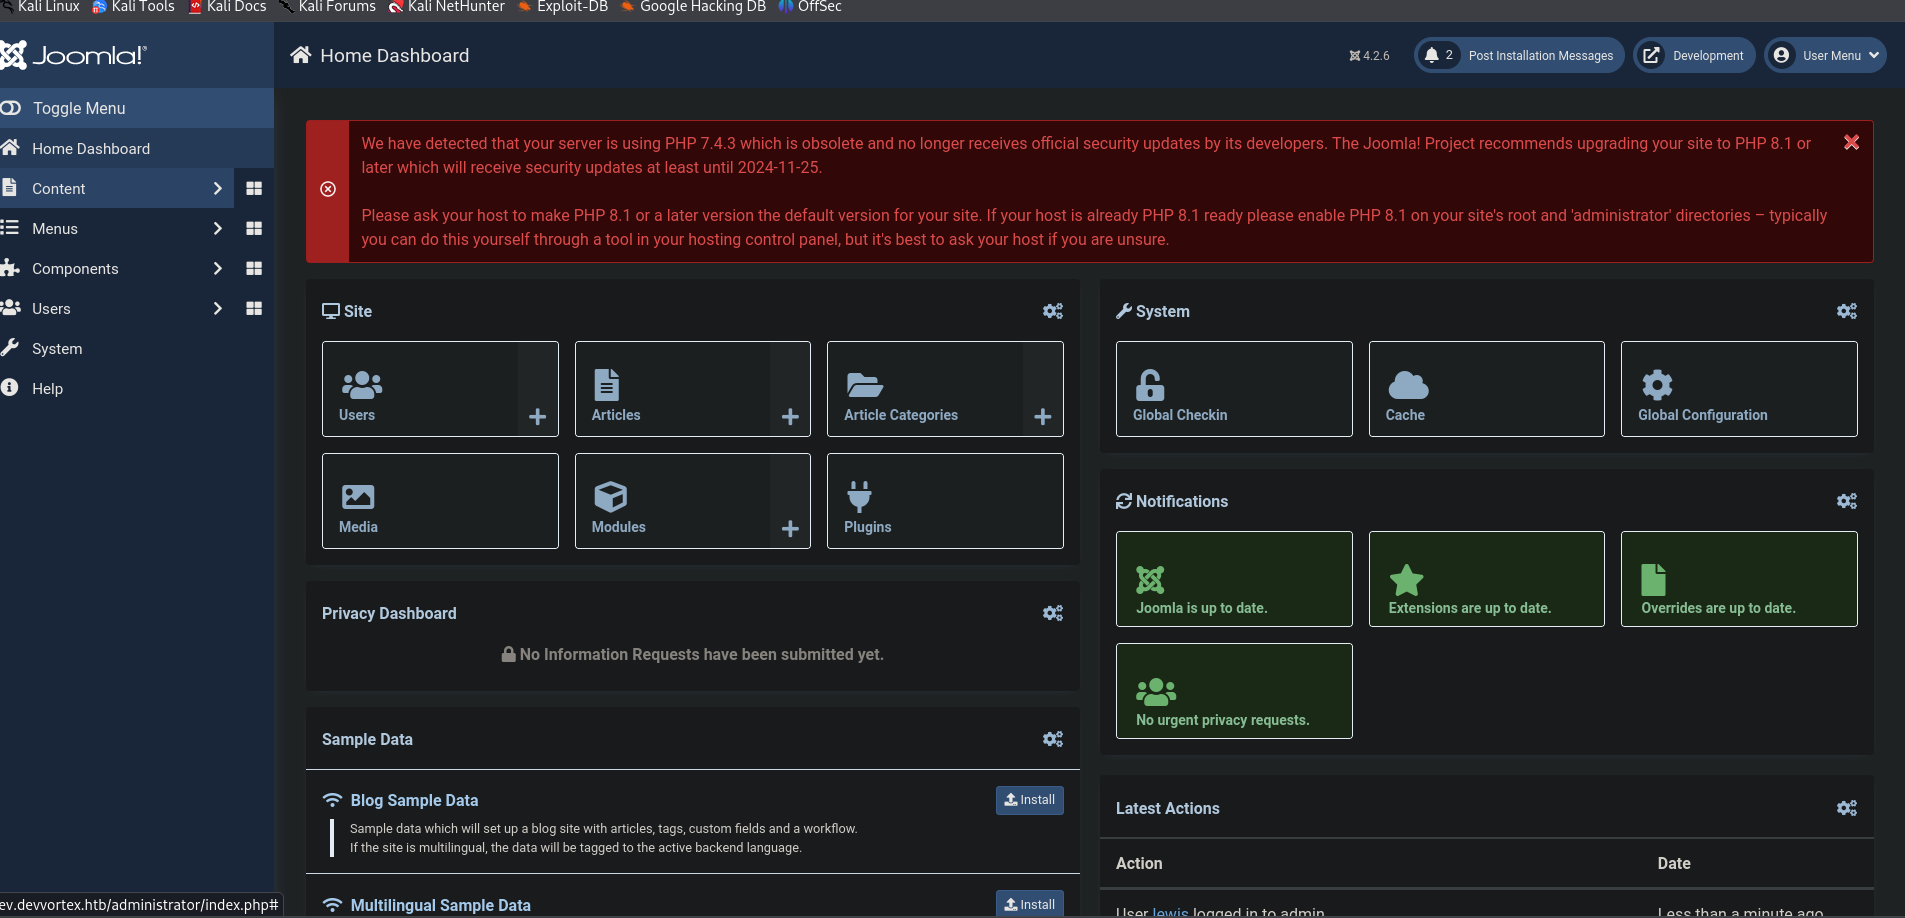 Kali Linux Kali Tools Kali Docs Kali Forums Kali NetHunter Exploit-DB Google Hacking DB OffSec
Joomla!®
Home Dashboard
4.2.6
2 Post Installation Messages
Development
User Menu
Toggle Menu
Home Dashboard
Content
Menus
Components
Users
System
Help
We have detected that your server is using PHP 7.4.3 which is obsolete and no longer receives official security updates by its developers. The Joomla! Project recommends upgrading your site to PHP 8.1 or
later which will receive security updates at least until 2024-11-25.
Please ask your host to make PHP 8.1 or a later version the default version for your site. If your host is already PHP 8.1 ready please enable PHP 8.1 on your site's root and 'administrator' directories – typically
you can do this yourself through a tool in your hosting control panel, but it's best to ask your host if you are unsure.
Site
Users
Articles
Article Categories
Media
Modules
Plugins
Privacy Dashboard
No Information Requests have been submitted yet.
Sample Data
Blog Sample Data
Install
Sample data which will set up a blog site with articles, tags, custom fields and a workflow.
If the site is multilingual, the data will be tagged to the active backend language.
Multilingual Sample Data
Install
System
Global Checkin
Cache
Global Configuration
Notifications
Joomla is up to date.
Extensions are up to date.
Overrides are up to date.
No urgent privacy requests.
Latest Actions
Action Date
User lewis logged in to admin Less than a minute ago
ev.devvortex.htb/administrator/index.php#